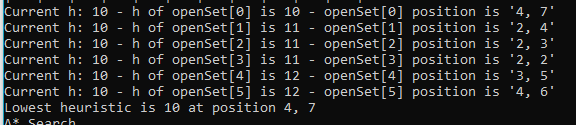 Current h: 10 - h of openSet[0] is 10 - openSet[0] position is '4, 7'
Current h: 10 - h of openSet[1] is 11 - openSet[1] position is '2, 4'
Current h: 10 - h of openSet[2] is 11 - openSet[2] position is '2, 3'
Current h: 10 - h of openSet[3] is 11 - openSet[3] position is '2, 2'
Current h: 10 - h of openSet[4] is 12 - openSet[4] position is '3, 5'
Current h: 10 - h of openSet[5] is 12 - openSet[5] position is '4, 6'
Lowest heuristic is 10 at position 4, 7
A* Search